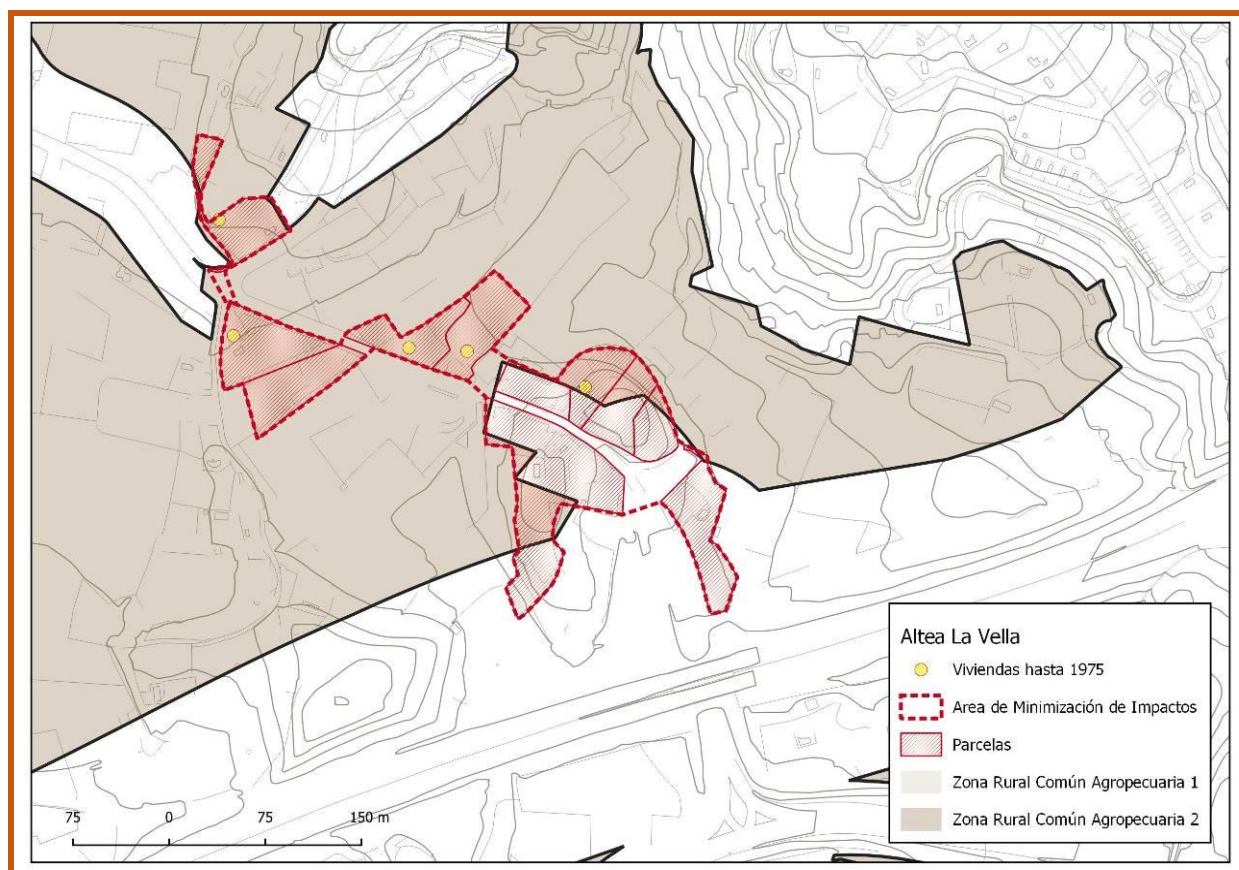 Altea La Vella
Viviendas hasta 1975
Area de Minimización de Impactos
Parcelas
Zona Rural Común Agropecuaria 1
Zona Rural Común Agropecuaria 2
75 0 75 150 m